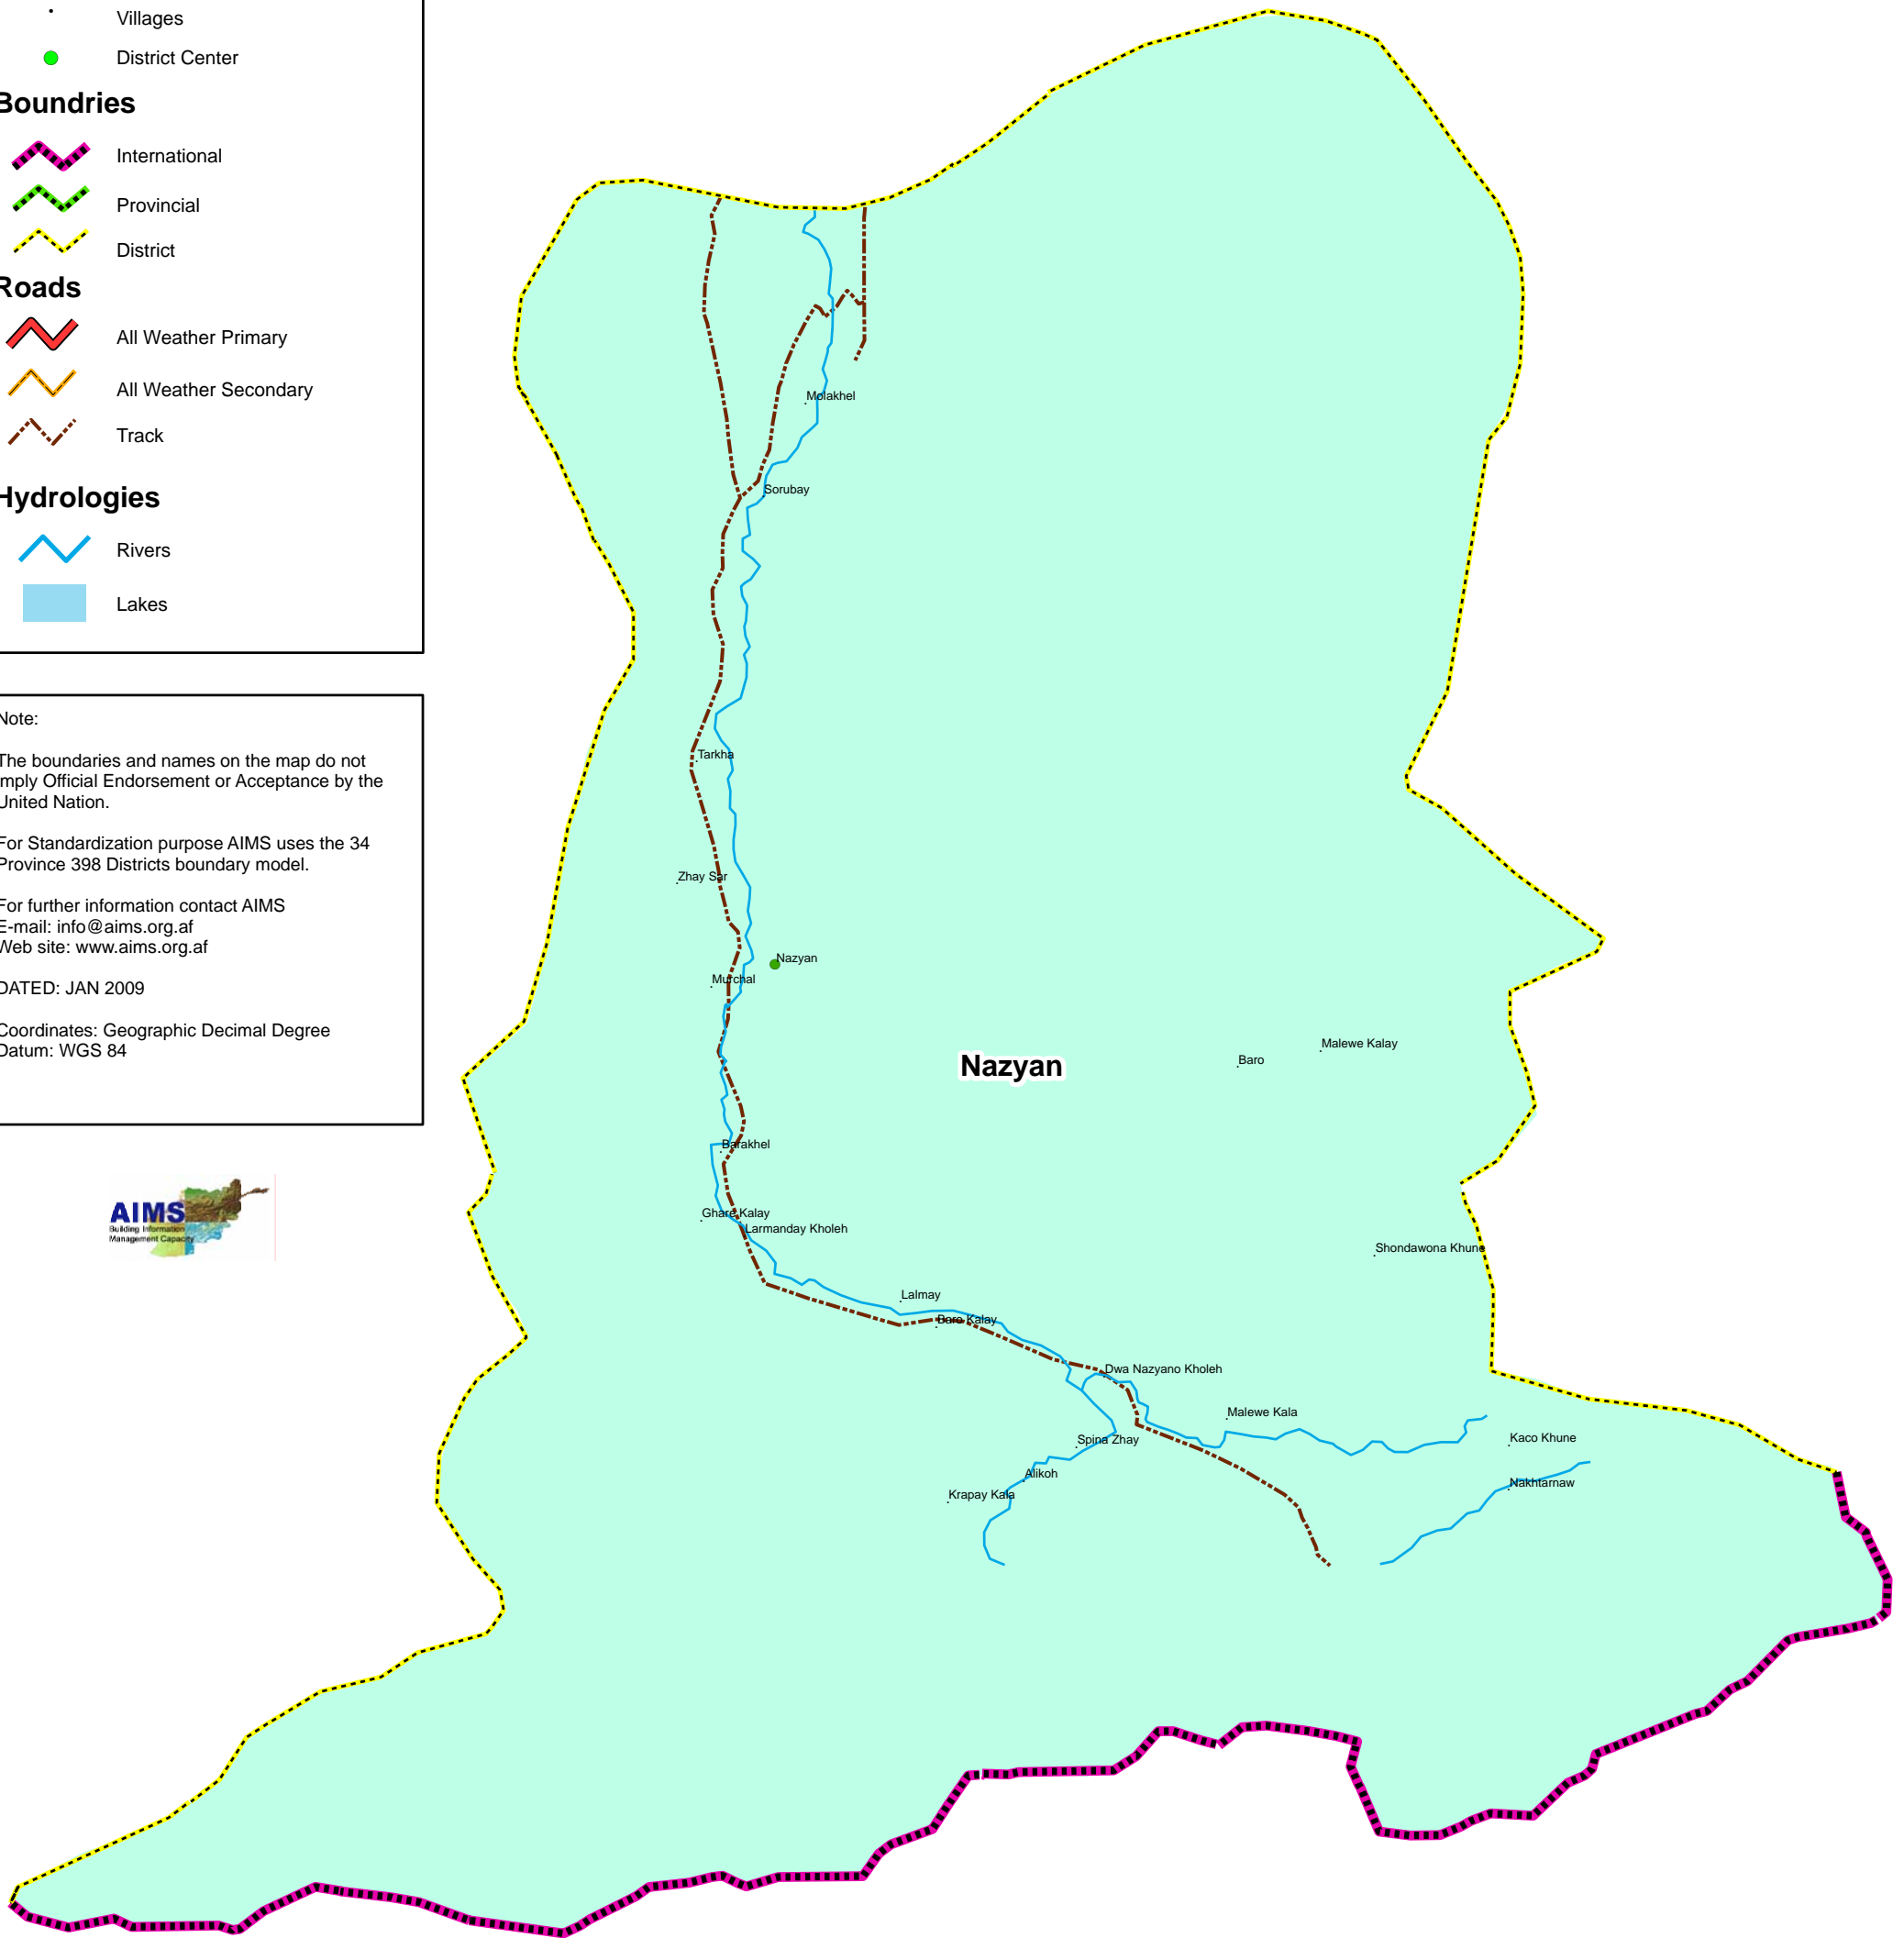 Villages
District Center
Boundries
International
Provincial
District
Roads
All Weather Primary
All Weather Secondary
Track
Hydrologies
Rivers
Lakes
Note:
The boundaries and names on the map do not
imply Official Endorsement or Acceptance by the
United Nation.
For Standardization purpose AIMS uses the 34
Province 398 Districts boundary model.
For further information contact AIMS
E-mail: info@aims.org.af
Web site: www.aims.org.af
DATED: JAN 2009
Coordinates: Geographic Decimal Degree
Datum: WGS 84
AIMS
Building Information
Management Capacity
Molakhel
Sorubay
Tarkha
Zhay Sar
Nazyan
Murchal
Nazyan
Malewe Kalay
Baro
Barakhel
Ghare Kalay
Larmanday Kholeh
Shondawona Khune
Lalmay
Baro Kalay
Dwa Nazyano Kholeh
Malewe Kala
Spina Zhay
Kaco Khune
Alikoh
Nakhtarnaw
Krapay Kala